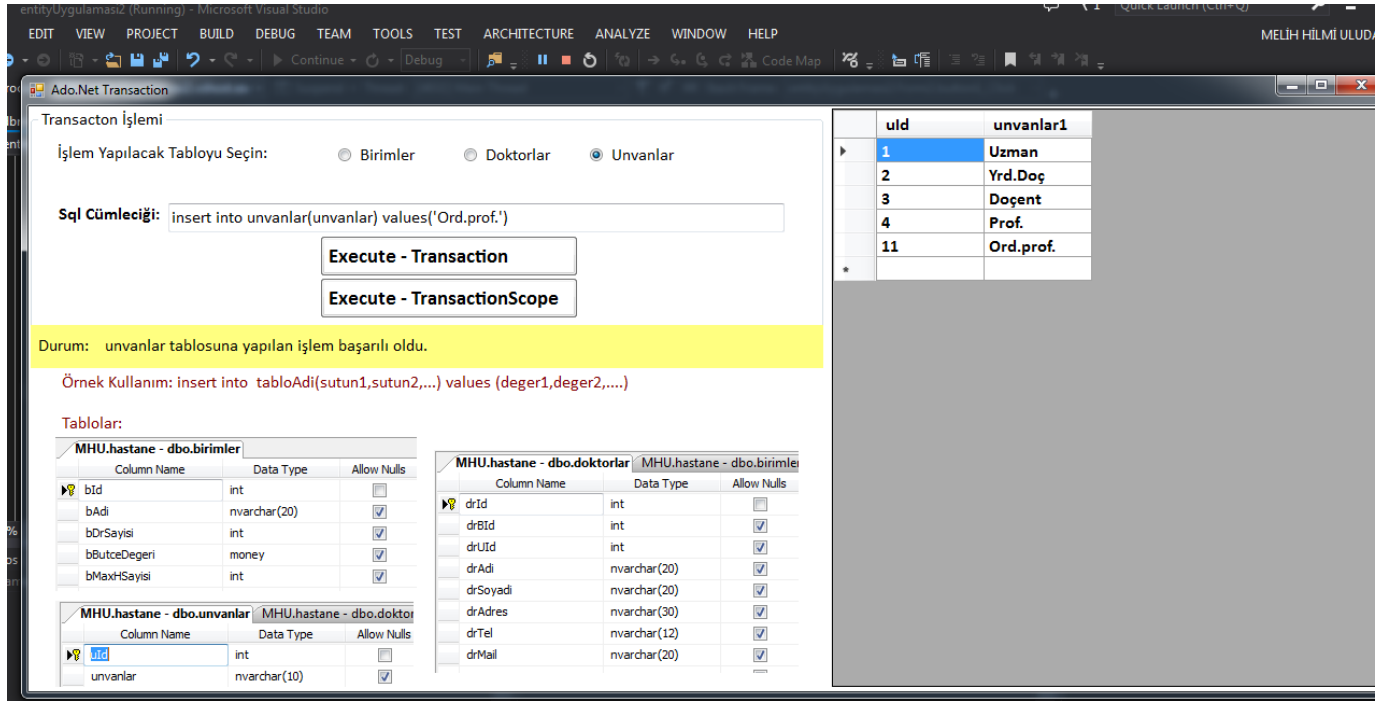 entityUygulamasi2 (Running) - Microsoft Visual Studio
Quick Launch (Ctrl+Q)
EDIT VIEW PROJECT BUILD DEBUG TEAM TOOLS TEST ARCHITECTURE ANALYZE WINDOW HELP
MELİH HİLMİ ULUDA
Continue
Debug
Code Map
Ado.Net Transaction
Transacton İşlemi
İşlem Yapılacak Tabloyu Seçin: Birimler Doktorlar Unvanlar
Sql Cümleciği: insert into unvanlar(unvanlar) values('Ord.prof.')
Execute - Transaction
Execute - TransactionScope
Durum: unvanlar tablosuna yapılan işlem başarılı oldu.
Örnek Kullanım: insert into tabloAdi(sutun1,sutun2,...) values (deger1,deger2,....)
Tablolar:
MHU.hastane - dbo.birimler
Column Name Data Type Allow Nulls
bId int
bAdi nvarchar(20)
bDrSayisi int
bButceDegeri money
bMaxHSayisi int
MHU.hastane - dbo.unvanlar MHU.hastane - dbo.doktor
Column Name Data Type Allow Nulls
uId int
unvanlar nvarchar(10)
MHU.hastane - dbo.doktorlar MHU.hastane - dbo.birimler
Column Name Data Type Allow Nulls
drId int
drBId int
drUId int
drAdi nvarchar(20)
drSoyadi nvarchar(20)
drAdres nvarchar(30)
drTel nvarchar(12)
drMail nvarchar(20)
uId unvanlar1
1 Uzman
2 Yrd.Doç
3 Doçent
4 Prof.
11 Ord.prof.
*